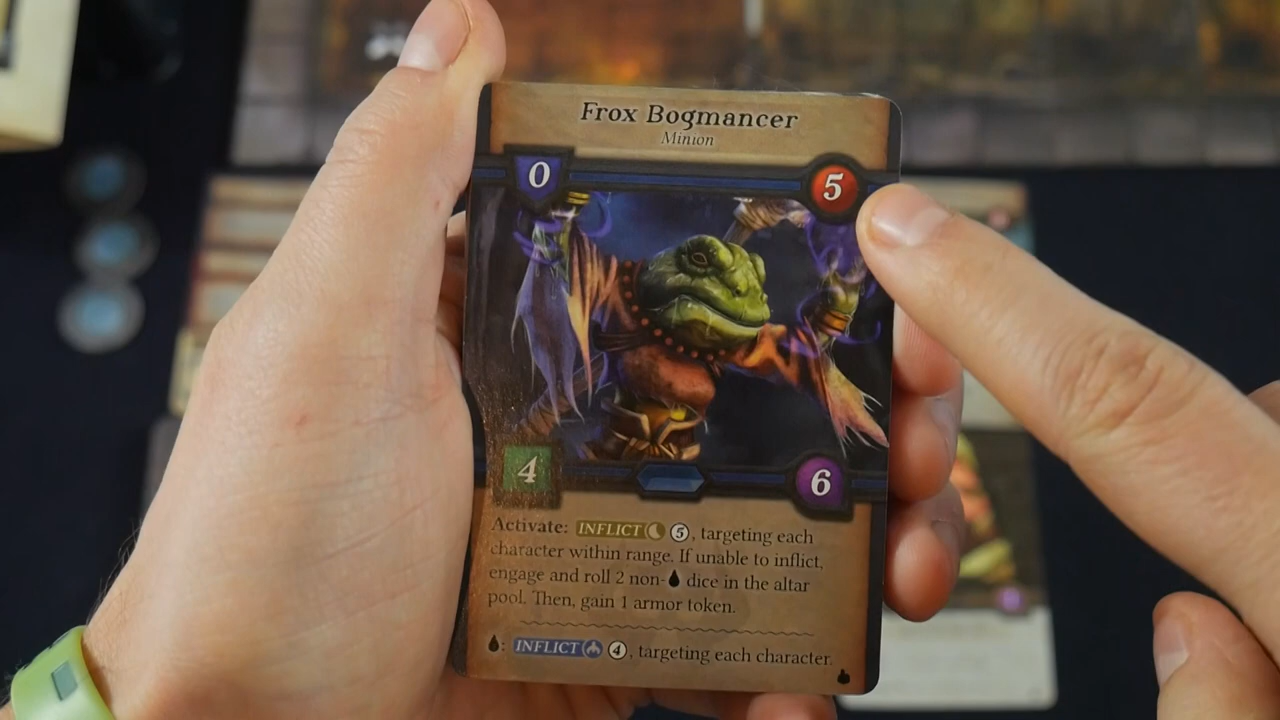 Frox Bogmancer
Minion
0
5
4
6
Activate: INFLICT 5, targeting each
character within range. If unable to inflict,
engage and roll 2 non- dice in the altar
pool. Then, gain 1 armor token.
: INFLICT 4, targeting each character.